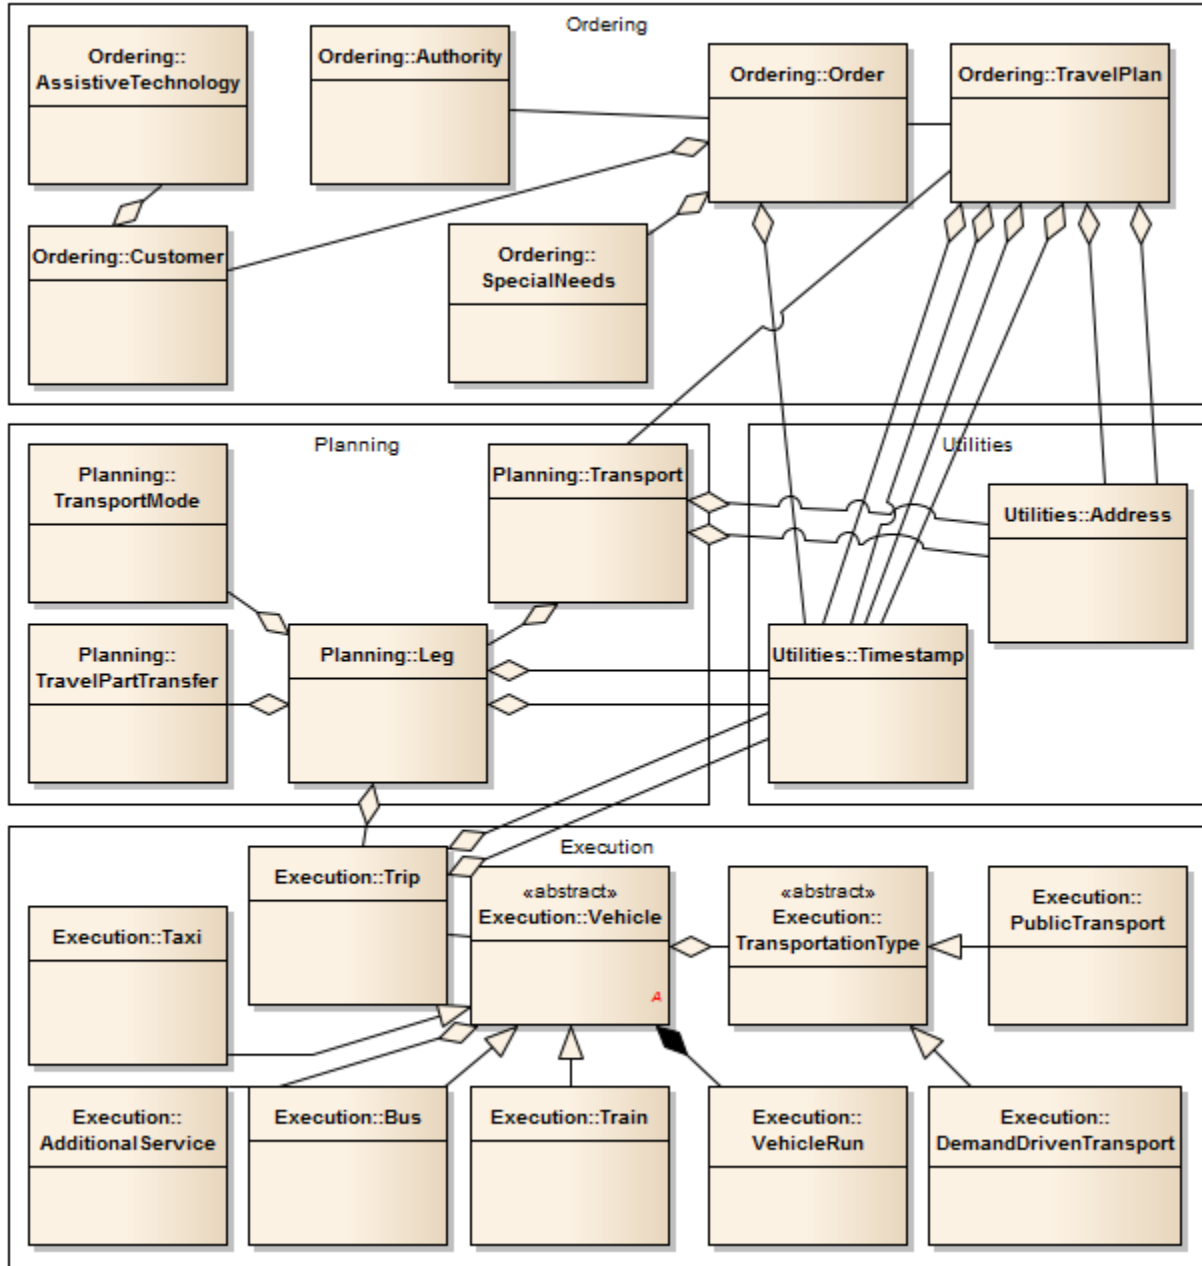 Ordering
Ordering::
AssistiveTechnology
Ordering::Authority
Ordering::Order
Ordering::TravelPlan
Ordering::Customer
Ordering::
SpecialNeeds
Planning
Utilities
Planning::
TransportMode
Planning::Transport
Utilities::Address
Planning::
TravelPartTransfer
Planning::Leg
Utilities::Timestamp
Execution
Execution::Trip
«abstract»
Execution::Vehicle
A
«abstract»
Execution::
TransportationType
Execution::
PublicTransport
Execution::Taxi
Execution::
AdditionalService
Execution::Bus
Execution::Train
Execution::
VehicleRun
Execution::
DemandDrivenTransport